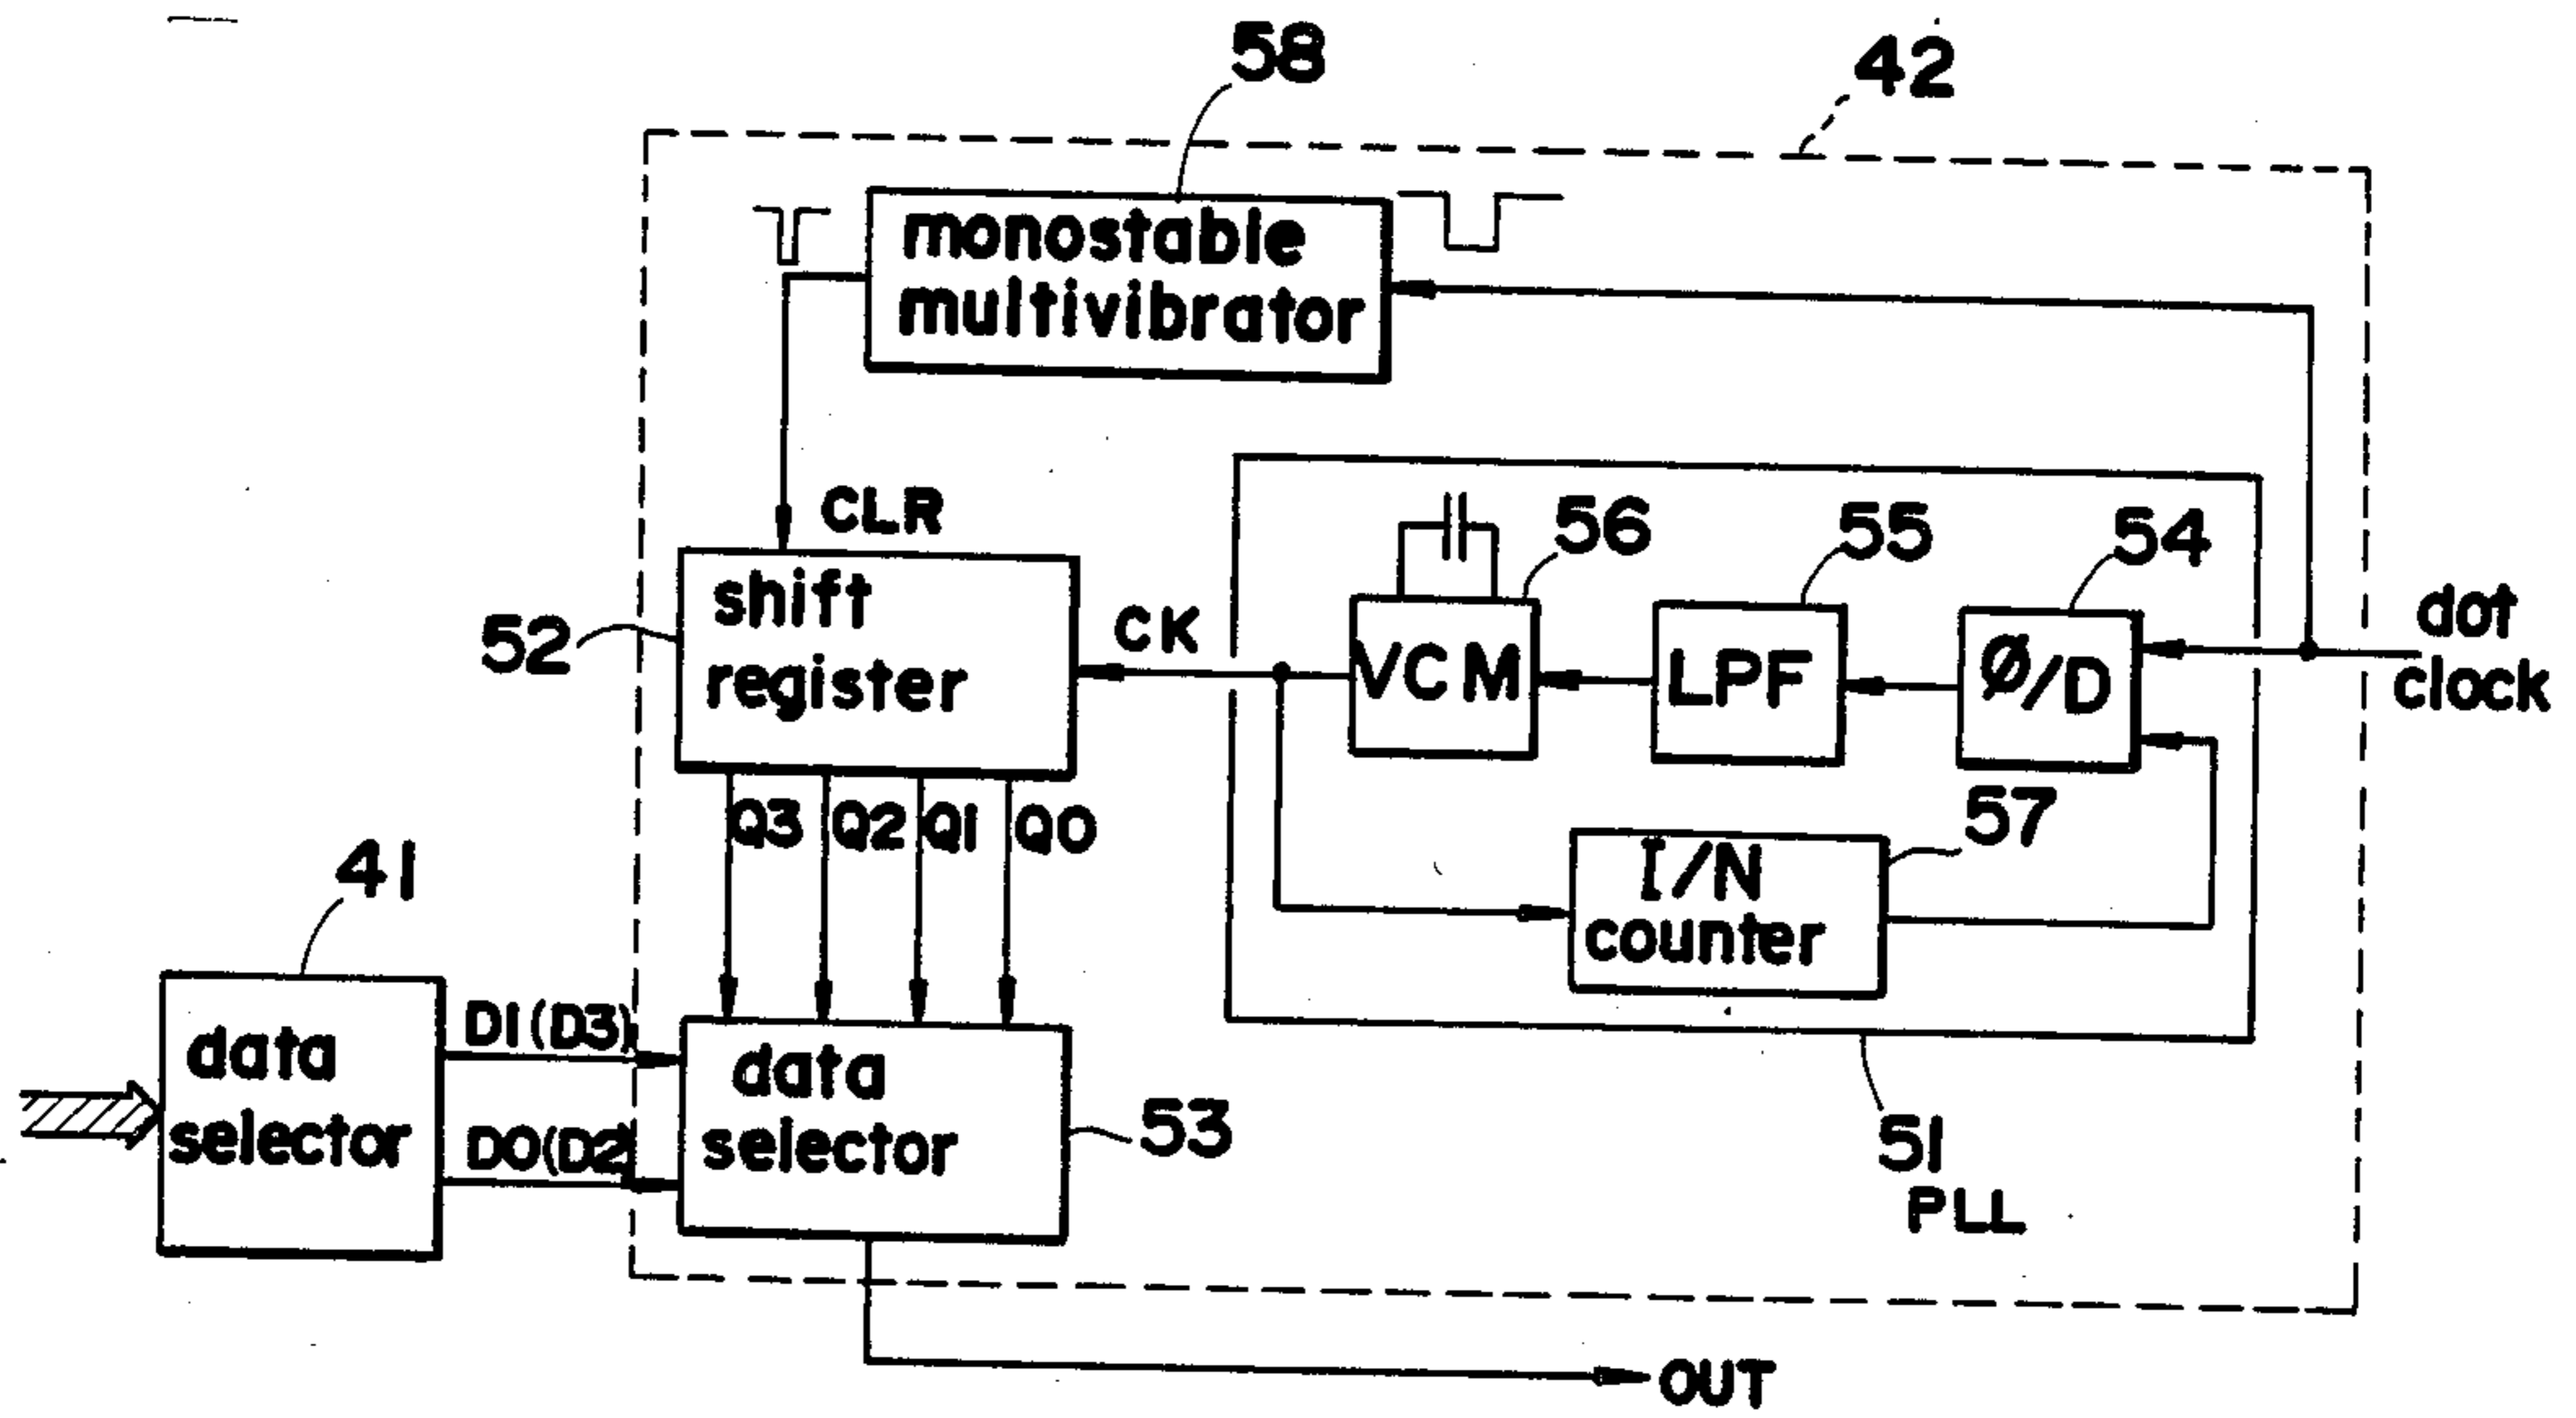 58
42
monostable
multivibrator
CLR
56
55
54
dot
clock
shift
register
52
CK
VCM
LPF
Ø/D
Q3 Q2 Q1 Q0
57
I/N
counter
41
data
selector
D1(D3)
D0(D2)
data
selector
53
51
PLL
OUT